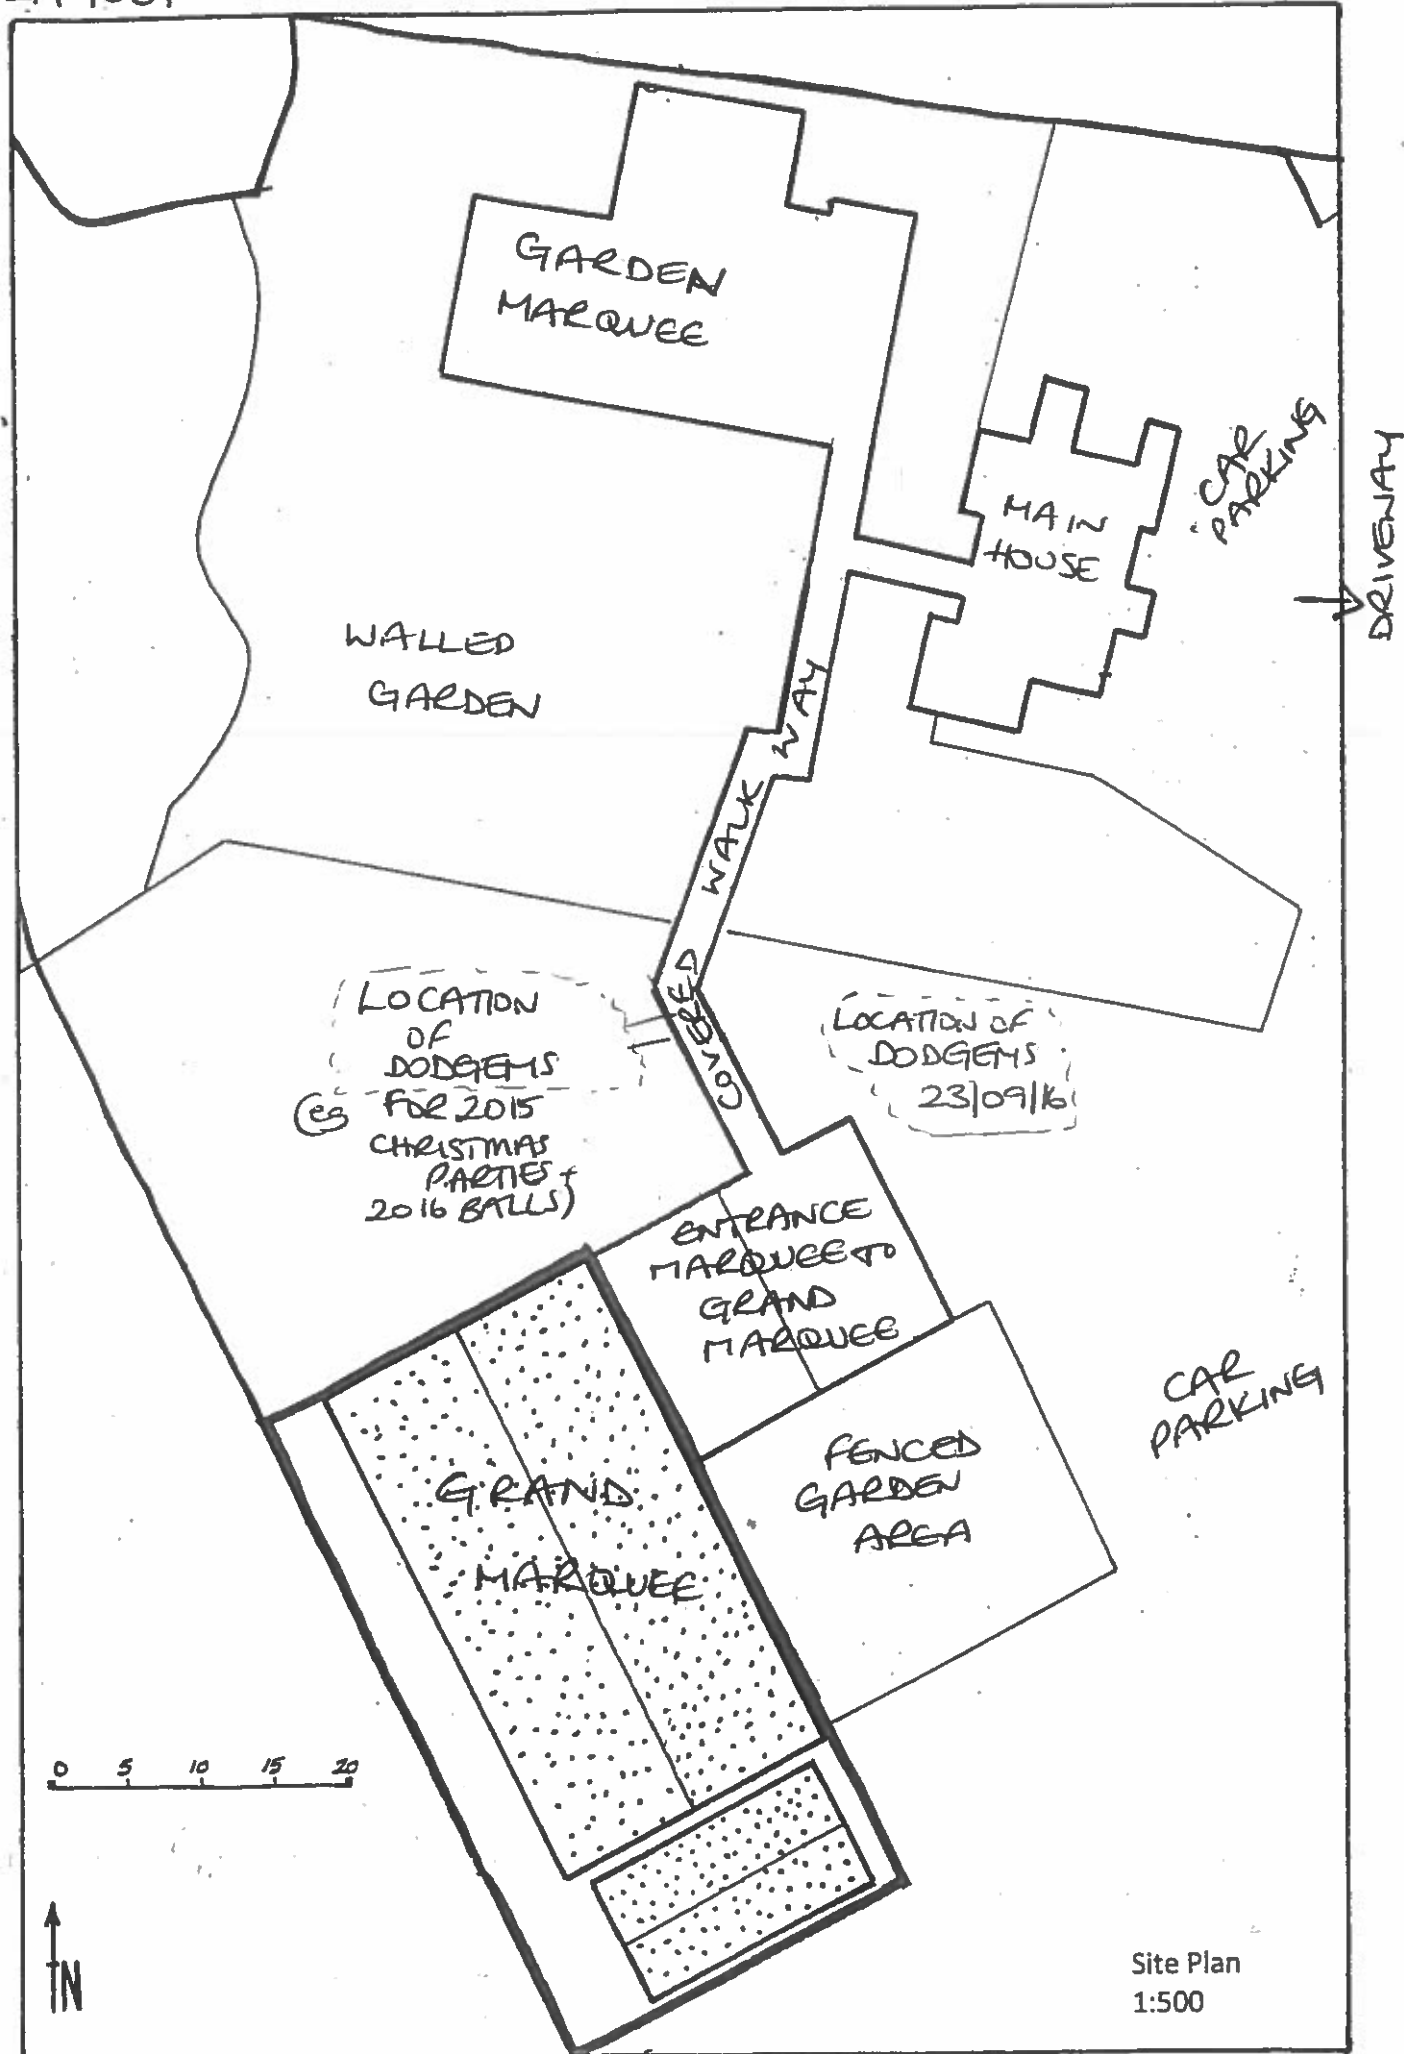 GARDEN
MARQUEE
MAIN
HOUSE
CAR
PARKING
DRIVEWAY
WALLED
GARDEN
COVERED WALK WAY
LOCATION
OF
DODGEMS
(eg FOR 2015
CHRISTMAS
PARTIES +
2016 BALLS)
LOCATION OF
DODGEMS
23/09/16
ENTRANCE
MARQUEE TO
GRAND
MARQUEE
CAR
PARKING
FENCED
GARDEN
AREA
GRAND
MARQUEE
0 5 10 15 20
N
Site Plan
1:500